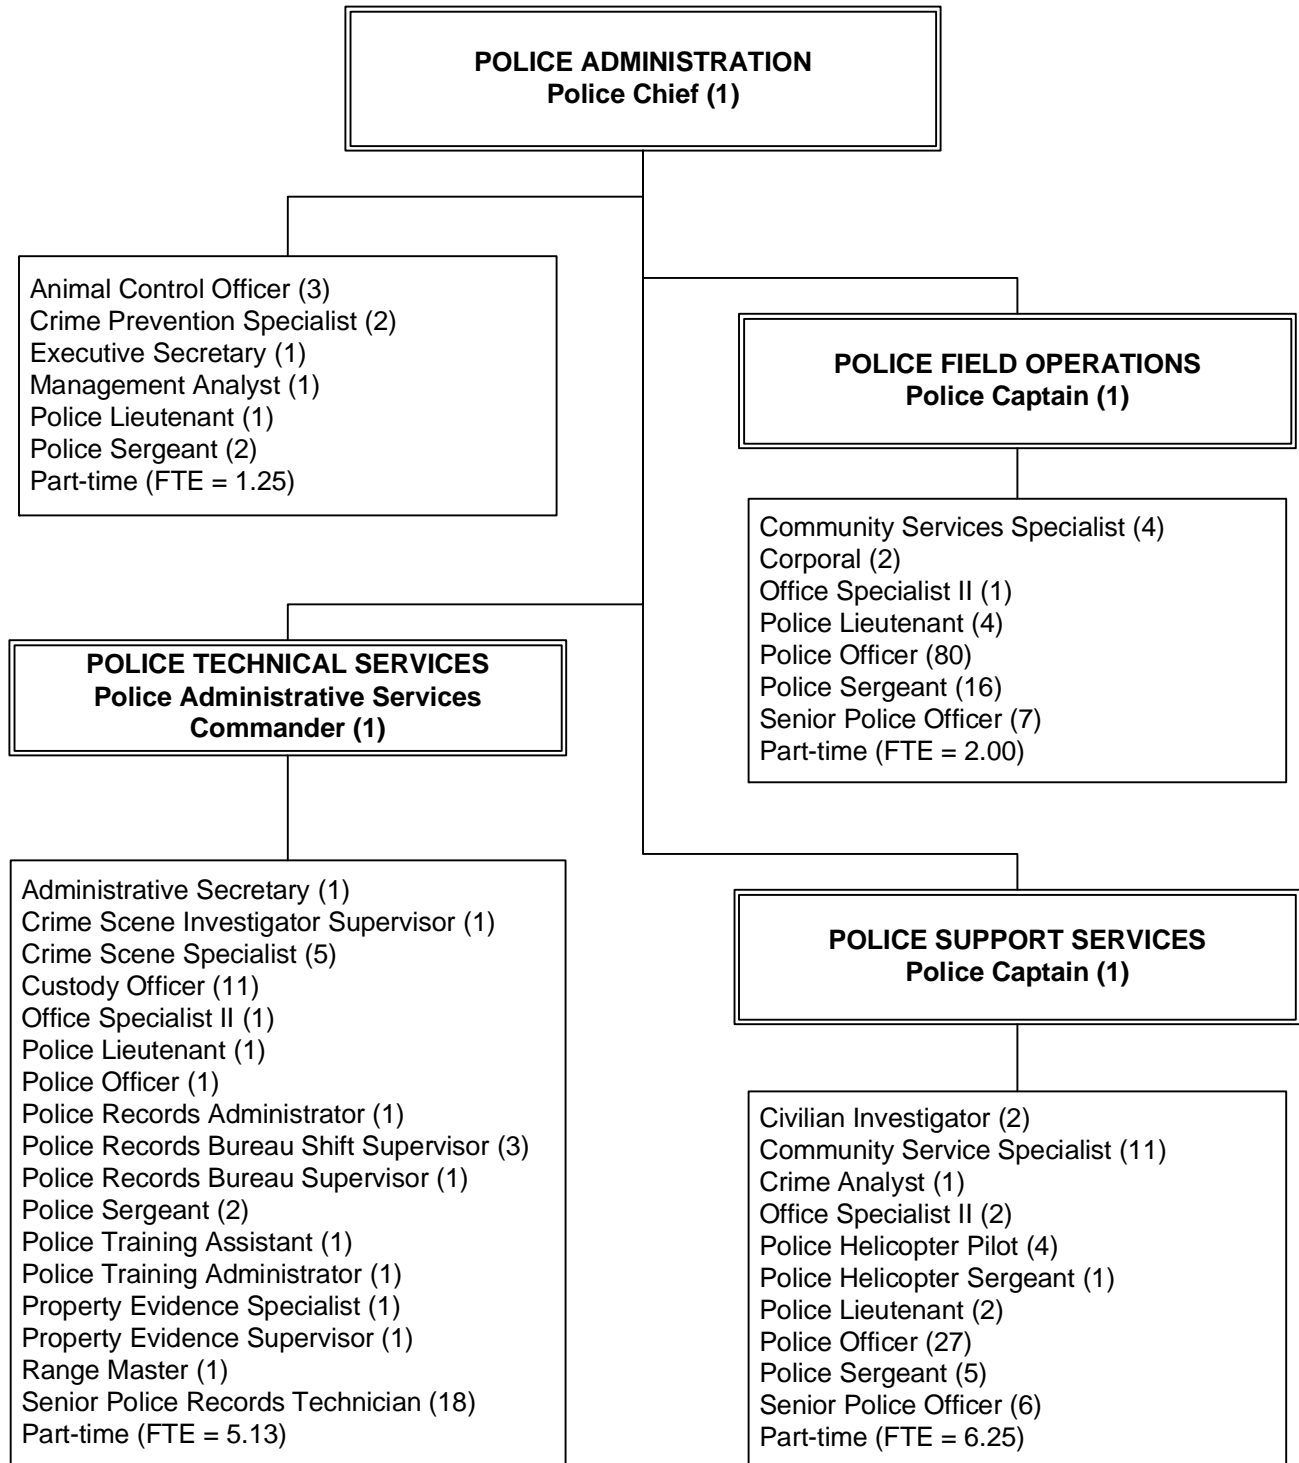 POLICE ADMINISTRATION
Police Chief (1)
Animal Control Officer (3)
Crime Prevention Specialist (2)
Executive Secretary (1)
Management Analyst (1)
Police Lieutenant (1)
Police Sergeant (2)
Part-time (FTE = 1.25)
POLICE FIELD OPERATIONS
Police Captain (1)
Community Services Specialist (4)
Corporal (2)
Office Specialist II (1)
Police Lieutenant (4)
Police Officer (80)
Police Sergeant (16)
Senior Police Officer (7)
Part-time (FTE = 2.00)
POLICE TECHNICAL SERVICES
Police Administrative Services
Commander (1)
Administrative Secretary (1)
Crime Scene Investigator Supervisor (1)
Crime Scene Specialist (5)
Custody Officer (11)
Office Specialist II (1)
Police Lieutenant (1)
Police Officer (1)
Police Records Administrator (1)
Police Records Bureau Shift Supervisor (3)
Police Records Bureau Supervisor (1)
Police Sergeant (2)
Police Training Assistant (1)
Police Training Administrator (1)
Property Evidence Specialist (1)
Property Evidence Supervisor (1)
Range Master (1)
Senior Police Records Technician (18)
Part-time (FTE = 5.13)
POLICE SUPPORT SERVICES
Police Captain (1)
Civilian Investigator (2)
Community Service Specialist (11)
Crime Analyst (1)
Office Specialist II (2)
Police Helicopter Pilot (4)
Police Helicopter Sergeant (1)
Police Lieutenant (2)
Police Officer (27)
Police Sergeant (5)
Senior Police Officer (6)
Part-time (FTE = 6.25)